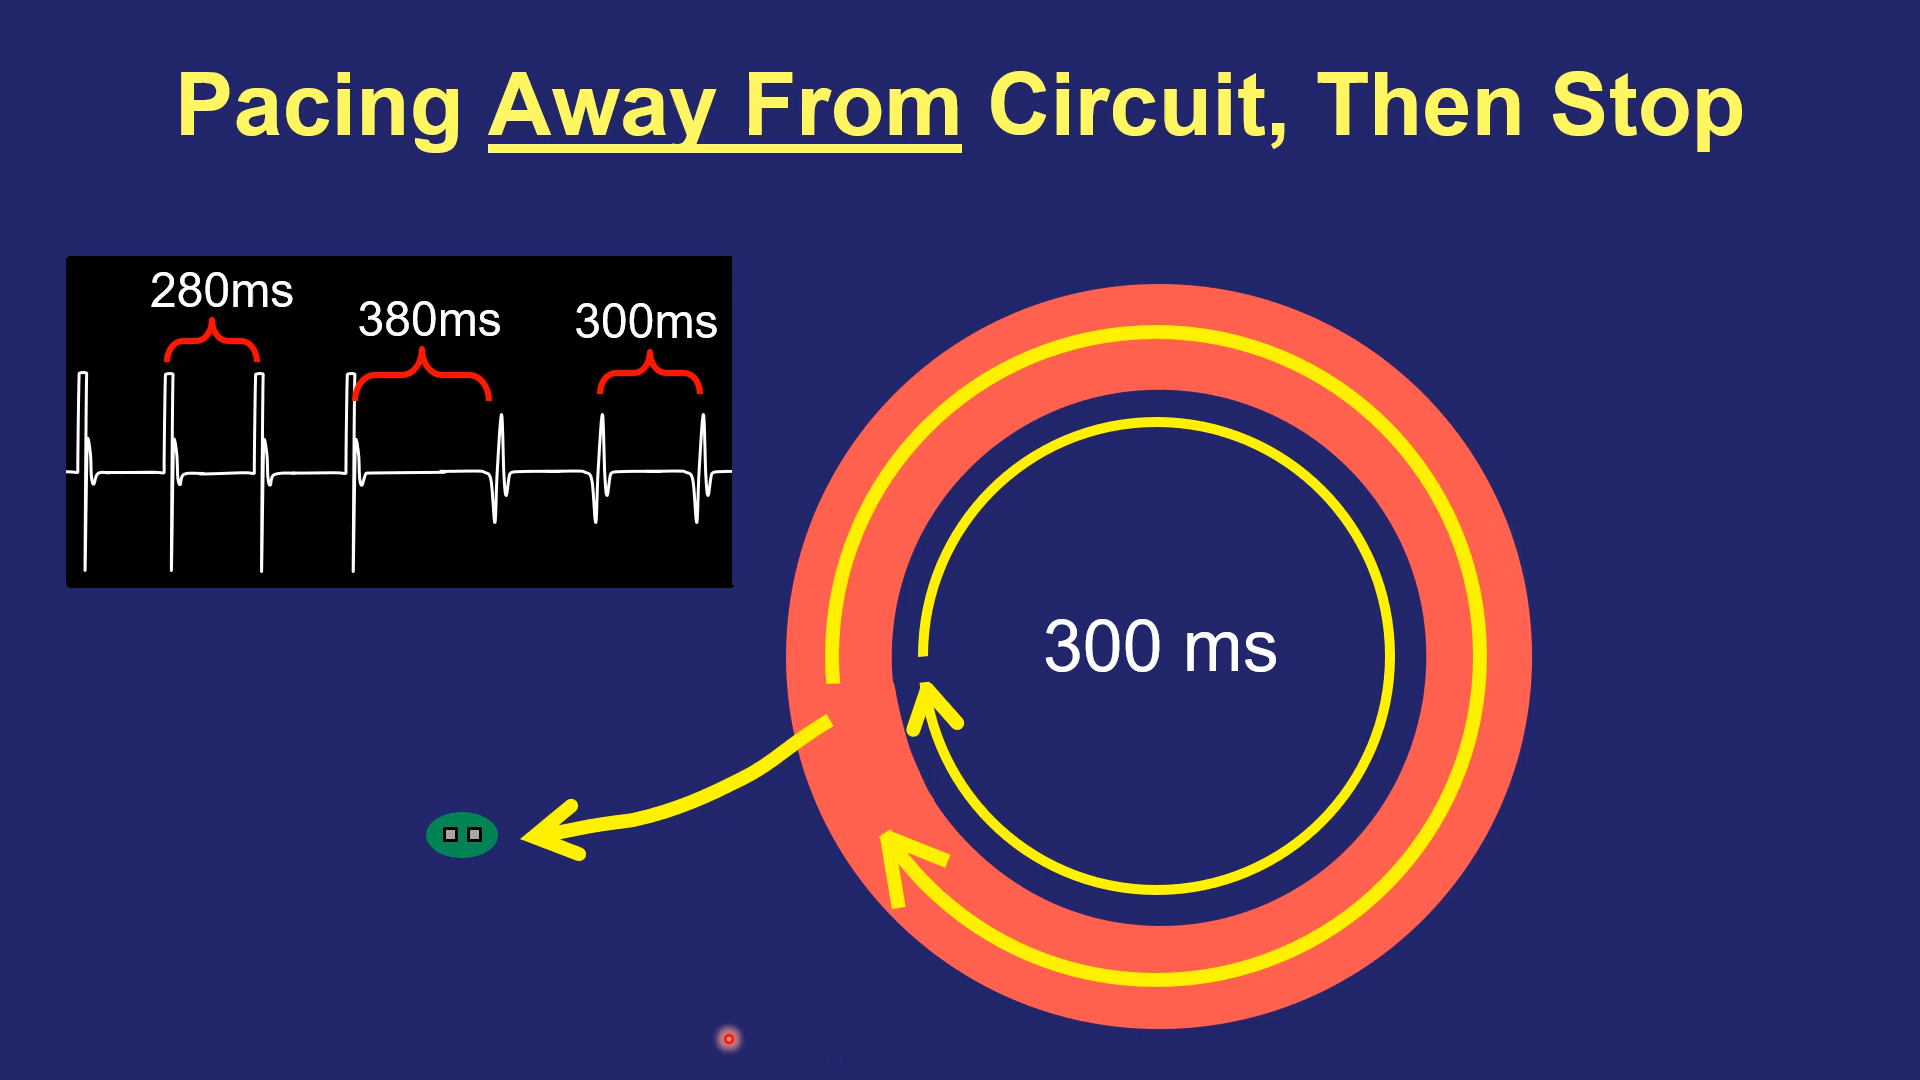 Pacing Away From Circuit, Then Stop
280ms
380ms
300ms
300 ms